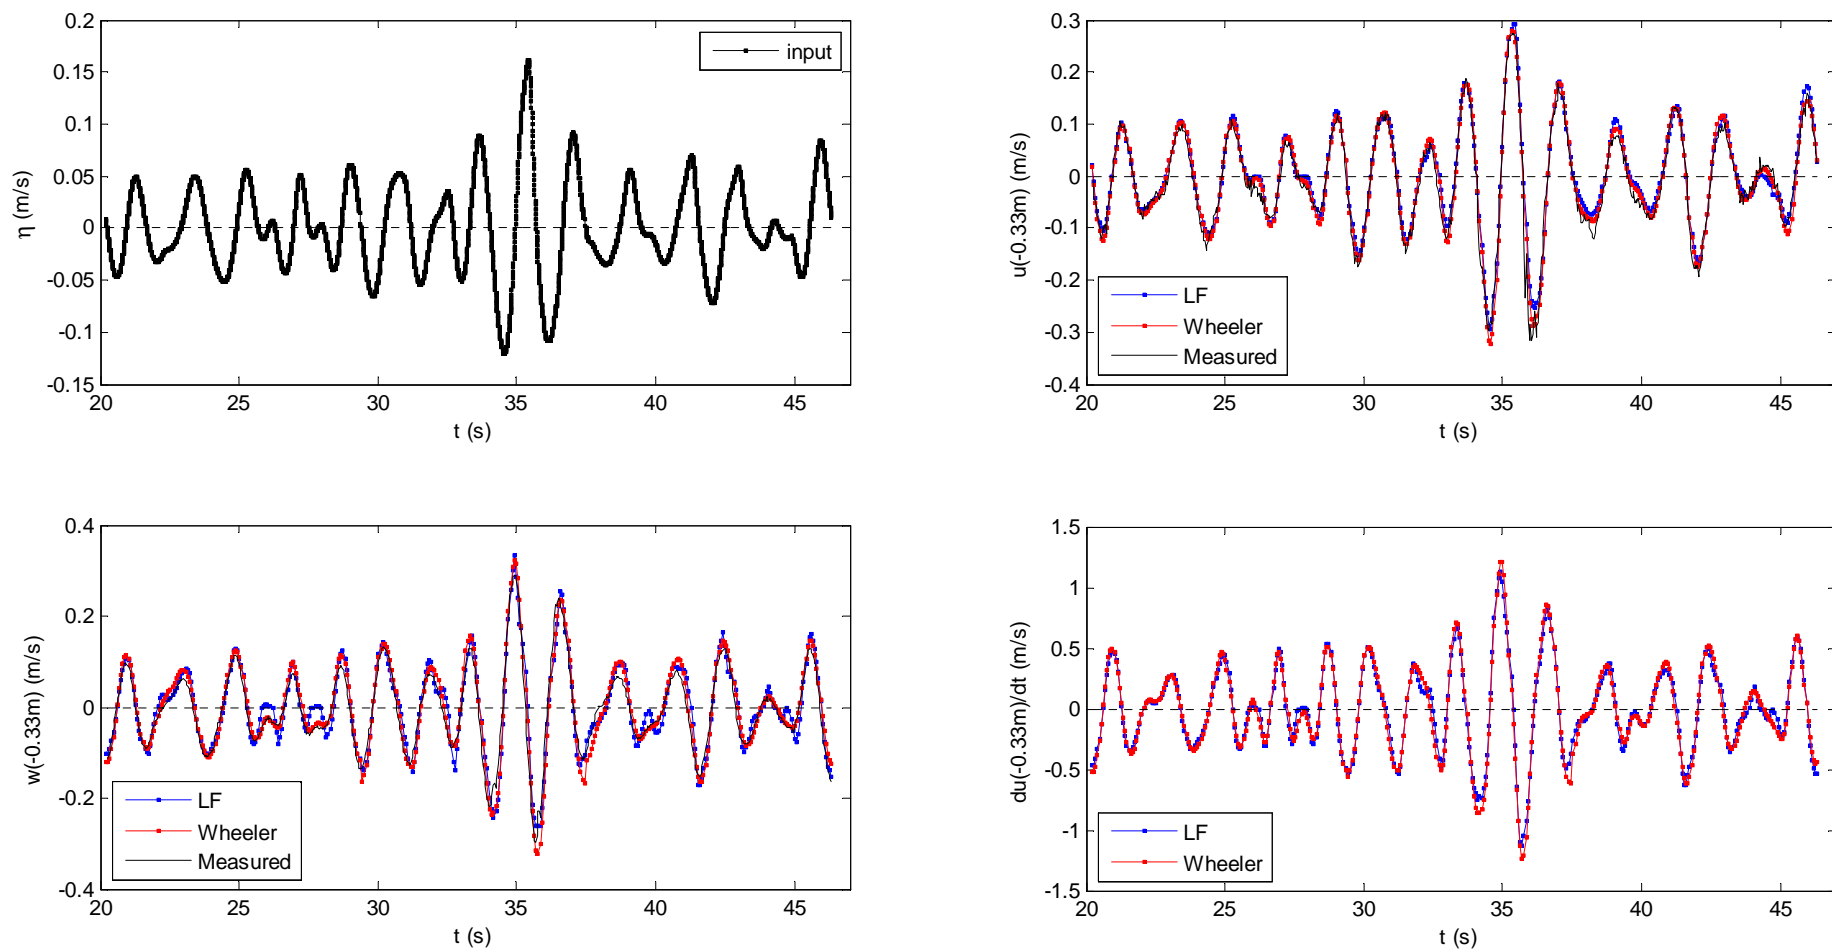 0.2
0.15
0.1
0.05
0
-0.05
-0.1
-0.15
20 25 30 35 40 45
η (m/s)
t (s)
input
0.3
0.2
0.1
0
-0.1
-0.2
-0.3
-0.4
20 25 30 35 40 45
u(-0.33m) (m/s)
t (s)
LF
Wheeler
Measured
0.4
0.2
0
-0.2
-0.4
20 25 30 35 40 45
w(-0.33m) (m/s)
t (s)
LF
Wheeler
Measured
1.5
1
0.5
0
-0.5
-1
-1.5
20 25 30 35 40 45
du(-0.33m)/dt (m/s)
t (s)
LF
Wheeler